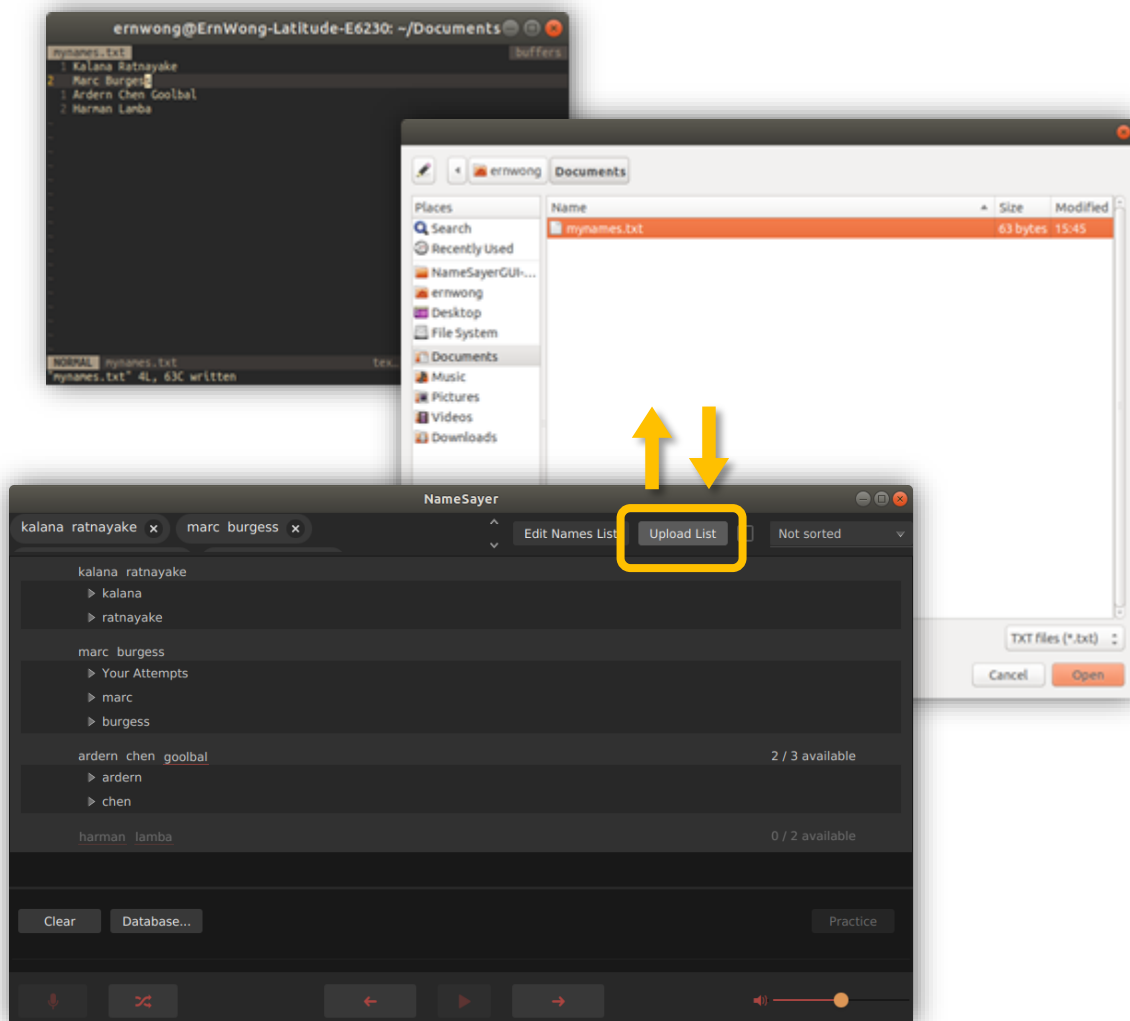 ernwong@ErnWong-Latitude-E6230: ~/Documents
mynames.txt buffers
1 Kalana Ratnayake
2 Marc Burgess
1 Ardern Chen Goolbal
2 Harman Lamba
NORMAL mynames.txt tex…
"mynames.txt" 4L, 63C written
ernwong Documents
Places Name Size Modified
Search mynames.txt 63 bytes 15:45
Recently Used
NameSayerGUI-...
ernwong
Desktop
File System
Documents
Music
Pictures
Videos
Downloads
TXT files (*.txt)
Cancel Open
NameSayer
kalana ratnayake x marc burgess x Edit Names List Upload List Not sorted
kalana ratnayake
kalana
ratnayake
marc burgess
Your Attempts
marc
burgess
ardern chen goolbal 2 / 3 available
ardern
chen
harman lamba 0 / 2 available
Clear Database... Practice